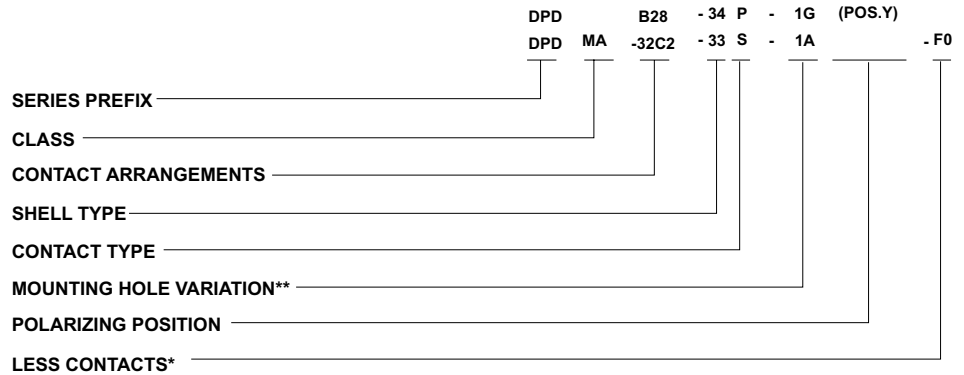 DPD B28 - 34 P - 1G (POS.Y)
DPD MA -32C2 - 33 S - 1A - F0
SERIES PREFIX
CLASS
CONTACT ARRANGEMENTS
SHELL TYPE
CONTACT TYPE
MOUNTING HOLE VARIATION**
POLARIZING POSITION
LESS CONTACTS*